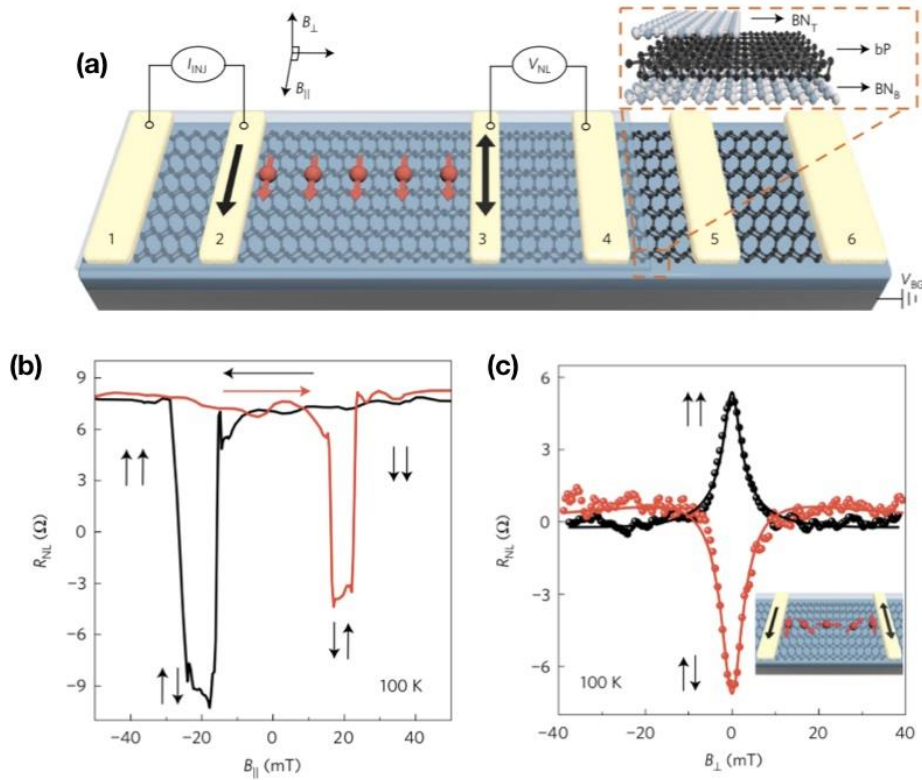 (a)
B⊥
B||
I_INJ
V_NL
BN_T
bP
BN_B
1
2
3
4
5
6
V_BG
(b)
9
6
3
0
−3
−6
−9
R_NL (Ω)
↑↑
↓↓
↑↓
↓↑
100 K
−40
−20
0
20
40
B|| (mT)
(c)
6
3
0
−3
−6
R_NL (Ω)
↑↑
↑↓
100 K
−40
−20
0
20
40
B⊥ (mT)